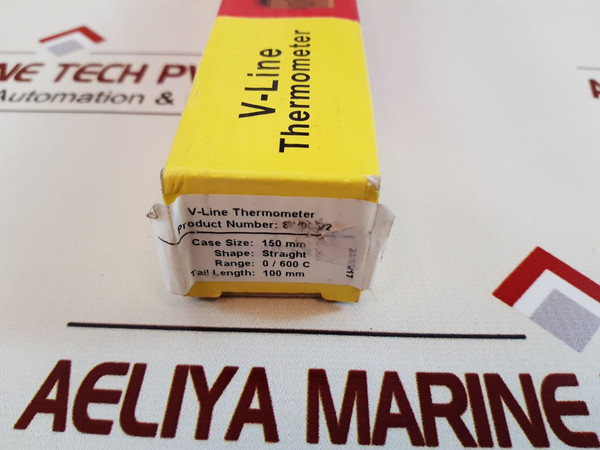 NE TECH PV
Automation &
V-Line
Thermometer
V-Line Thermometer
Product Number:
Case Size: 150 mm
Shape: Straight
Range: 0 / 600 C
Tail Length: 100 mm
AELIYA MARINE